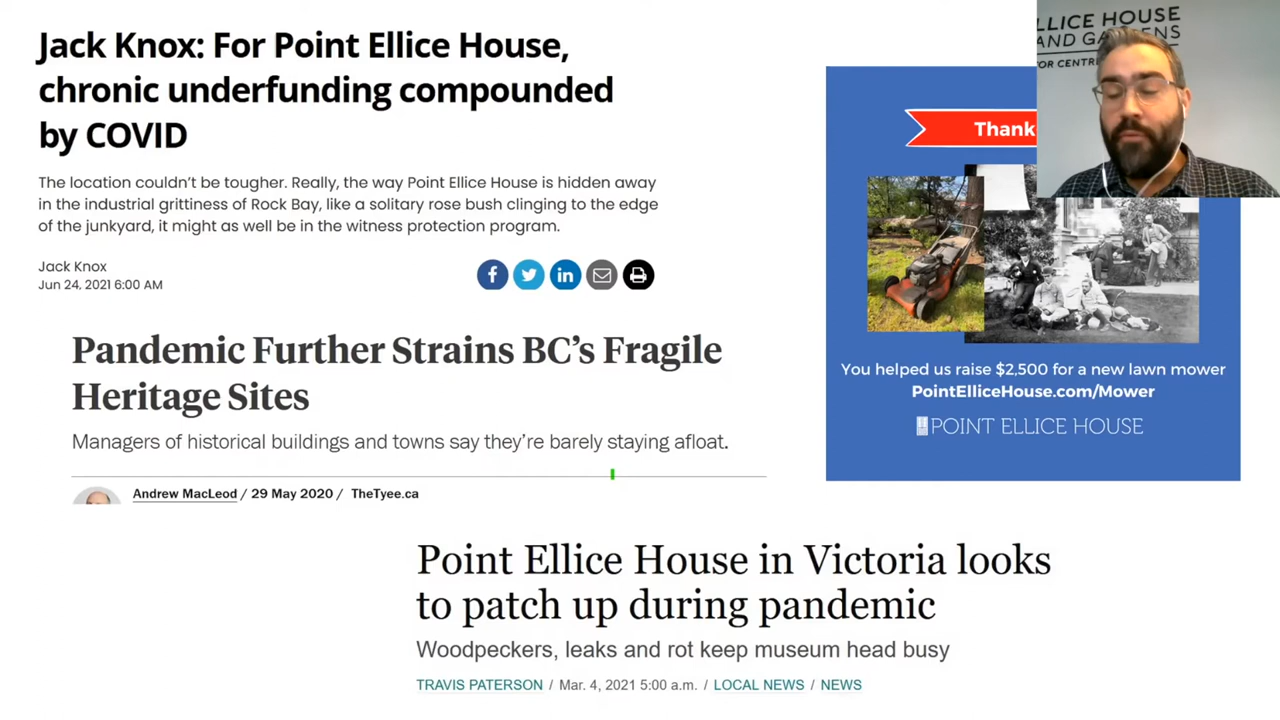 Jack Knox: For Point Ellice House,
chronic underfunding compounded
by COVID
The location couldn't be tougher. Really, the way Point Ellice House is hidden away
in the industrial grittiness of Rock Bay, like a solitary rose bush clinging to the edge
of the junkyard, it might as well be in the witness protection program.
Jack Knox
Jun 24, 2021 6:00 AM
Pandemic Further Strains BC's Fragile
Heritage Sites
Managers of historical buildings and towns say they're barely staying afloat.
Andrew MacLeod / 29 May 2020 / TheTyee.ca
Point Ellice House in Victoria looks
to patch up during pandemic
Woodpeckers, leaks and rot keep museum head busy
TRAVIS PATERSON / Mar. 4, 2021 5:00 a.m. / LOCAL NEWS / NEWS
LLICE HOUSE
AND GARDENS
Thank
You helped us raise $2,500 for a new lawn mower
PointElliceHouse.com/Mower
POINT ELLICE HOUSE